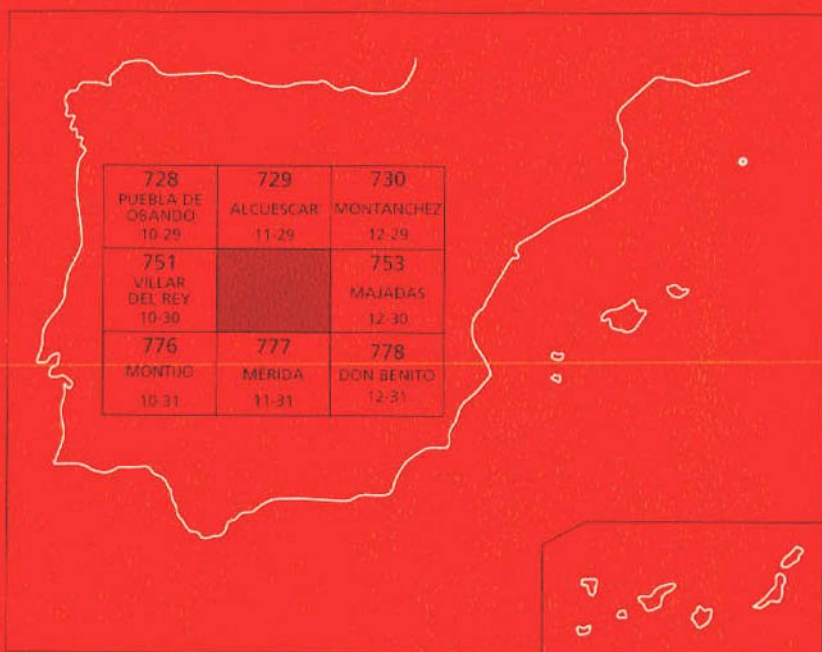 728
PUEBLA DE
OBANDO
10-29
729
ALCUESCAR
11-29
730
MONTANCHEZ
12-29
751
VILLAR
DEL REY
10-30
753
MAJADAS
12-30
776
MONTIJO
10-31
777
MERIDA
11-31
778
DON BENITO
12-31